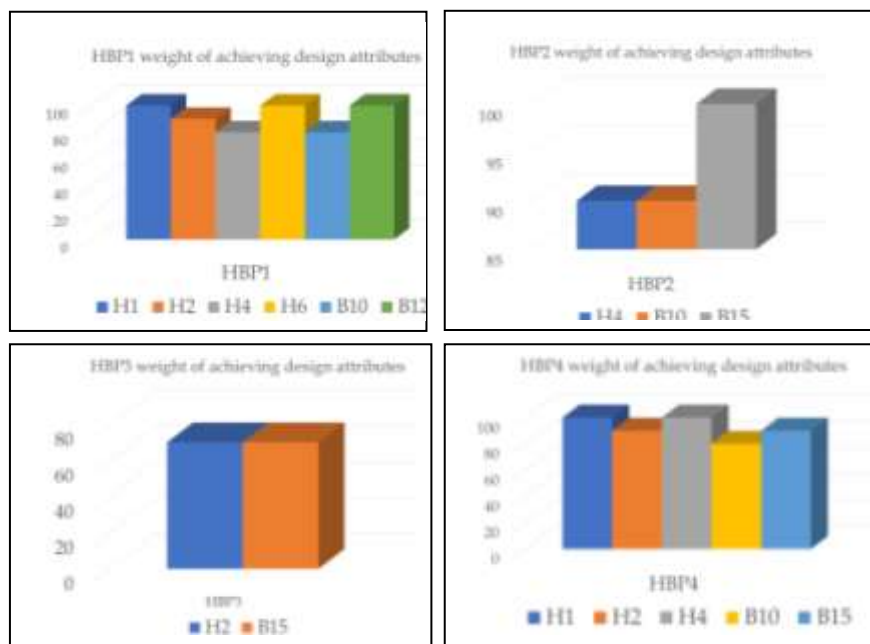 HBP1 weight of achieving design attributes
100
80
60
40
20
0
HBP1
H1 H2 H4 H6 B10 B12
HBP2 weight of achieving design attributes
100
95
90
85
HBP2
H4 B10 B15
HBP3 weight of achieving design attributes
80
60
40
20
0
HBP3
H2 B15
HBP4 weight of achieving design attributes
100
80
60
40
20
0
HBP4
H1 H2 H4 B10 B15